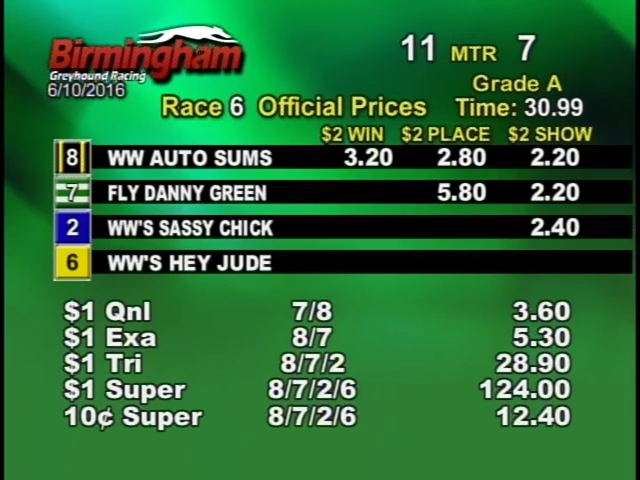 Birmingham
Greyhound Racing
6/10/2016
11 MTR 7
Grade A
Race 6 Official Prices Time: 30.99
$2 WIN $2 PLACE $2 SHOW
8 WW AUTO SUMS 3.20 2.80 2.20
7 FLY DANNY GREEN 5.80 2.20
2 WW'S SASSY CHICK 2.40
6 WW'S HEY JUDE
$1 Qnl 7/8 3.60
$1 Exa 8/7 5.30
$1 Tri 8/7/2 28.90
$1 Super 8/7/2/6 124.00
10¢ Super 8/7/2/6 12.40